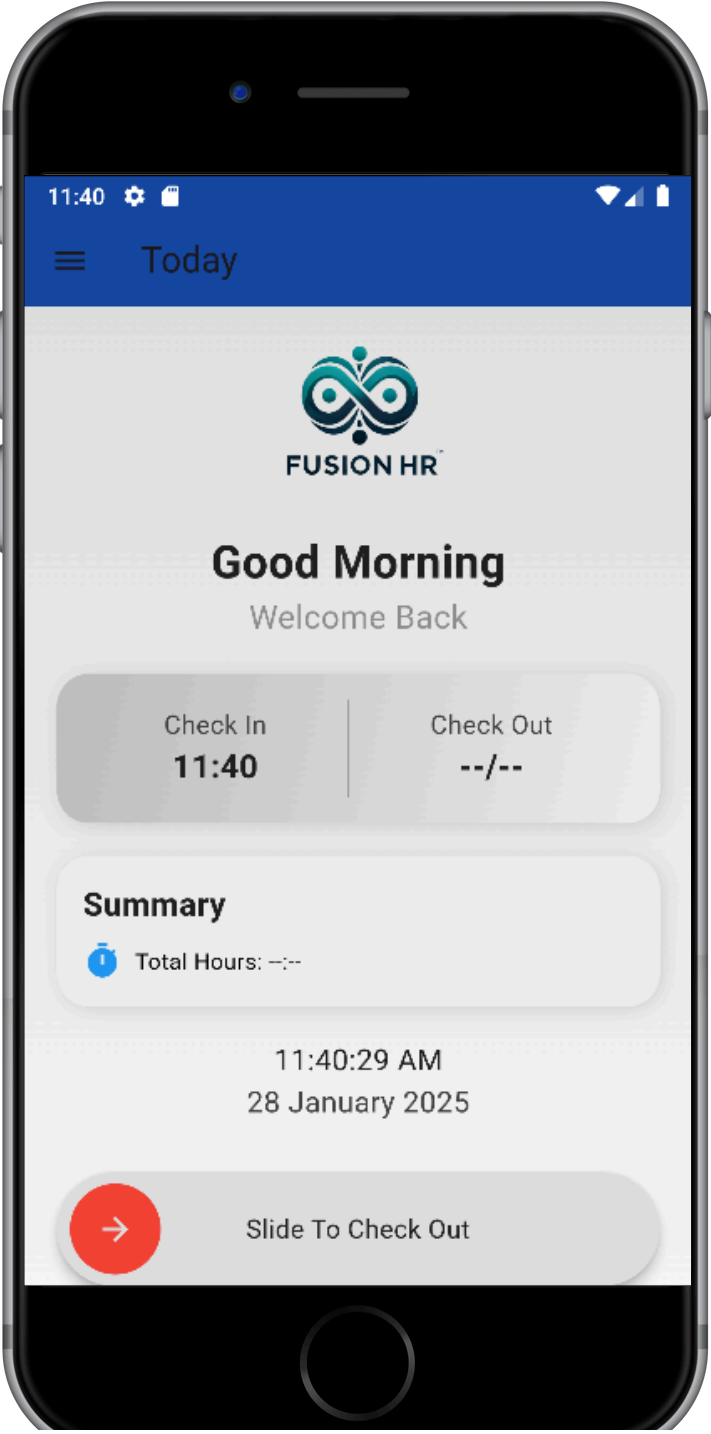 11:40
Today
FUSION HR™
Good Morning
Welcome Back
Check In Check Out
11:40 --/--
Summary
Total Hours: --:--
11:40:29 AM
28 January 2025
Slide To Check Out